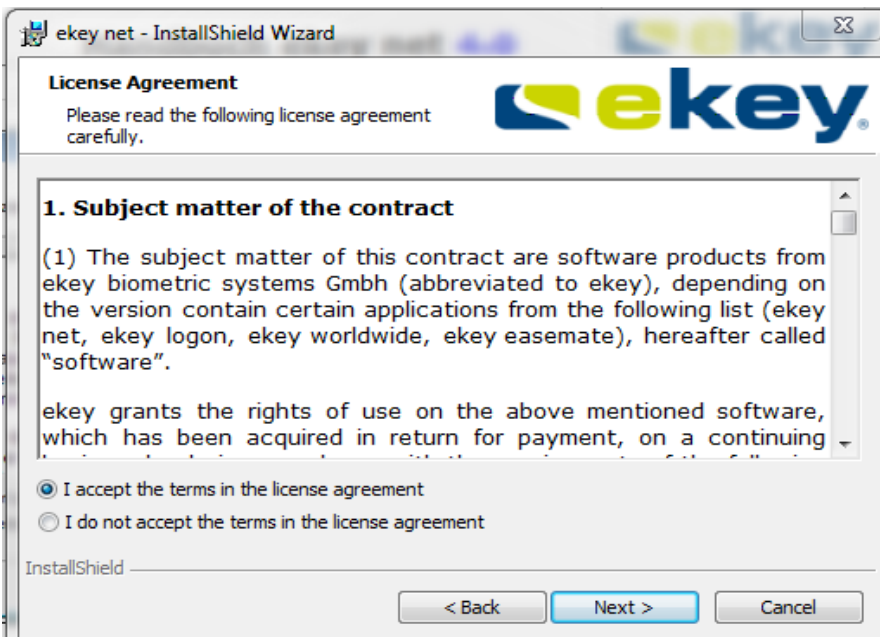 ekey net - InstallShield Wizard
License Agreement
Please read the following license agreement
carefully.
ekey®
1. Subject matter of the contract
(1) The subject matter of this contract are software products from
ekey biometric systems Gmbh (abbreviated to ekey), depending on
the version contain certain applications from the following list (ekey
net, ekey logon, ekey worldwide, ekey easemate), hereafter called
“software”.
ekey grants the rights of use on the above mentioned software,
which has been acquired in return for payment, on a continuing
I accept the terms in the license agreement
I do not accept the terms in the license agreement
InstallShield
< Back
Next >
Cancel